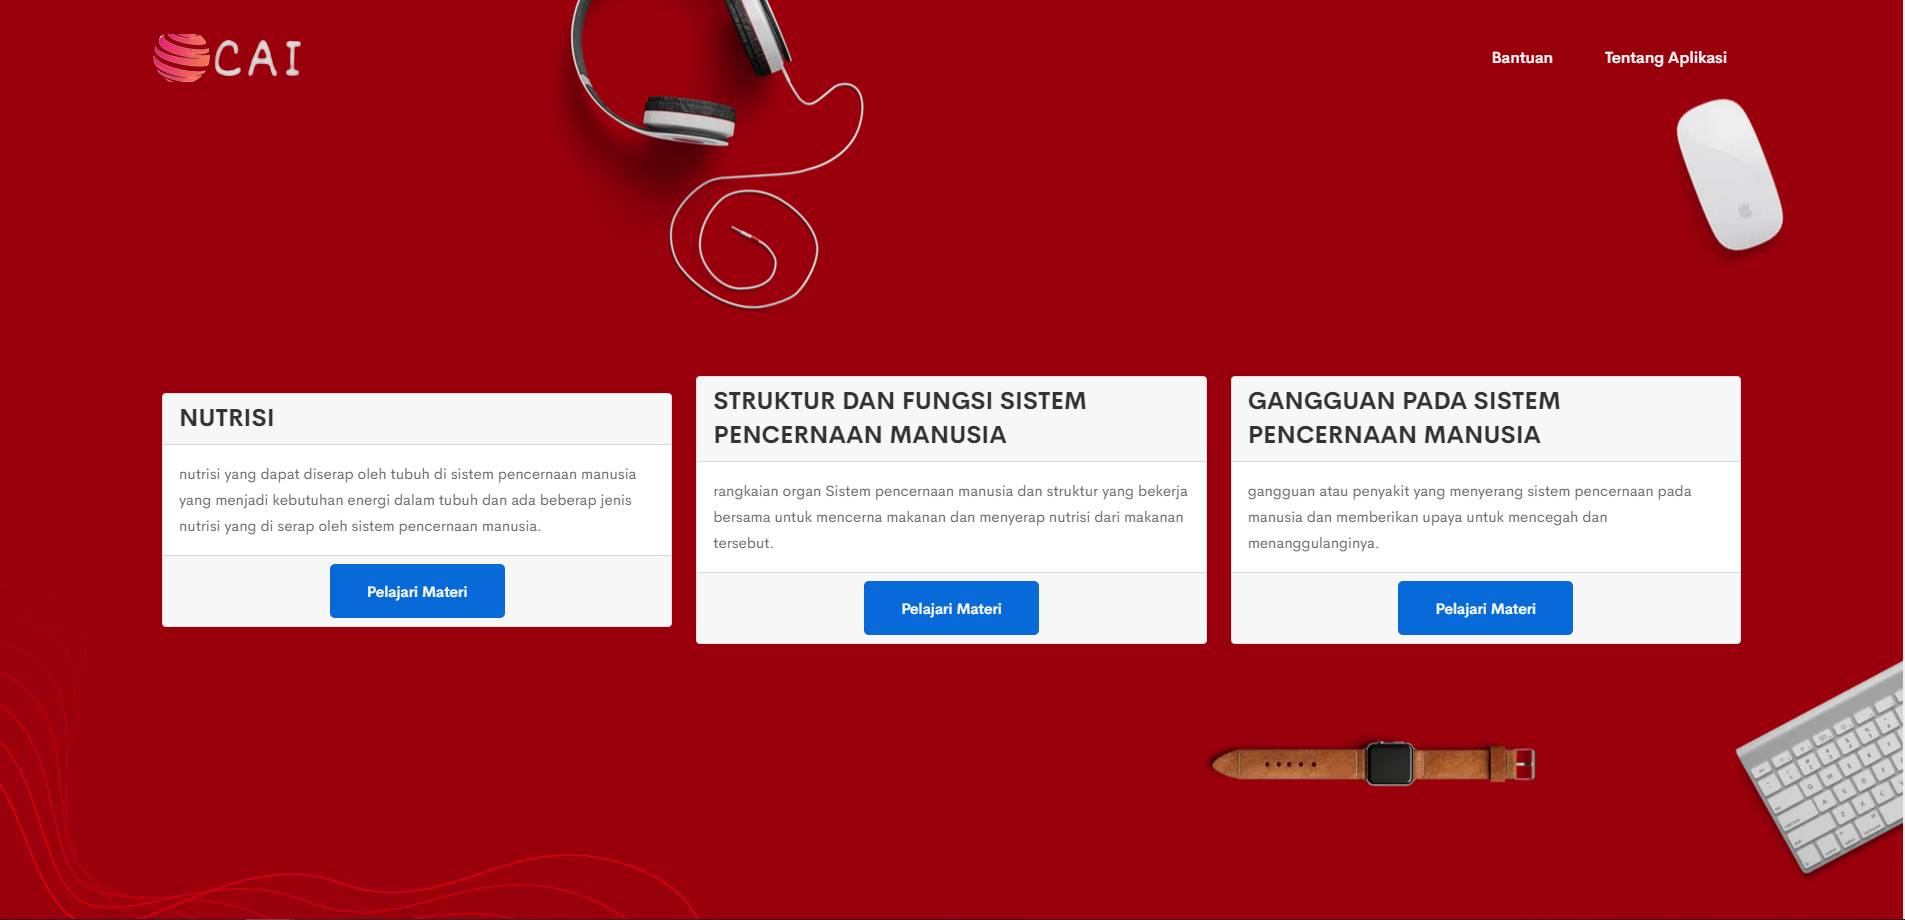 CAI
Bantuan
Tentang Aplikasi
NUTRISI
nutrisi yang dapat diserap oleh tubuh di sistem pencernaan manusia
yang menjadi kebutuhan energi dalam tubuh dan ada beberap jenis
nutrisi yang di serap oleh sistem pencernaan manusia.
Pelajari Materi
STRUKTUR DAN FUNGSI SISTEM
PENCERNAAN MANUSIA
rangkaian organ Sistem pencernaan manusia dan struktur yang bekerja
bersama untuk mencerna makanan dan menyerap nutrisi dari makanan
tersebut.
Pelajari Materi
GANGGUAN PADA SISTEM
PENCERNAAN MANUSIA
gangguan atau penyakit yang menyerang sistem pencernaan pada
manusia dan memberikan upaya untuk mencegah dan
menanggulanginya.
Pelajari Materi